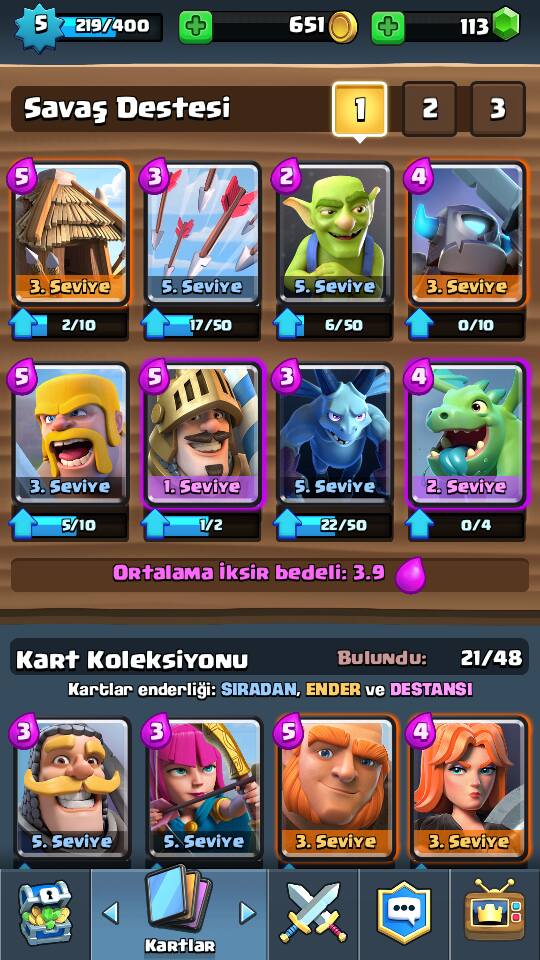 5 219/400 651 113
Savaş Destesi 1 2 3
5 3 2 4
3. Seviye 5. Seviye 5. Seviye 3. Seviye
2/10 17/50 6/50 0/10
5 5 3 4
3. Seviye 1. Seviye 5. Seviye 2. Seviye
5/10 1/2 22/50 0/4
Ortalama İksir bedeli: 3.9
Kart Koleksiyonu Bulundu: 21/48
Kartlar enderliği: SIRADAN, ENDER ve DESTANSI
3 3 5 4
5. Seviye 5. Seviye 3. Seviye 3. Seviye
Kartlar